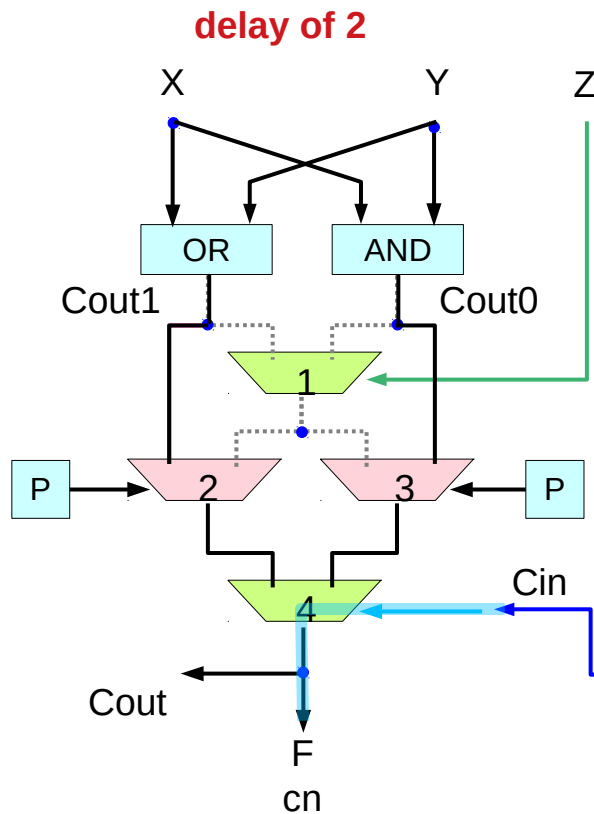 delay of 2
X Y Z
OR AND
Cout1 Cout0
1
P 2 3 P
4 Cin
Cout
F
cn